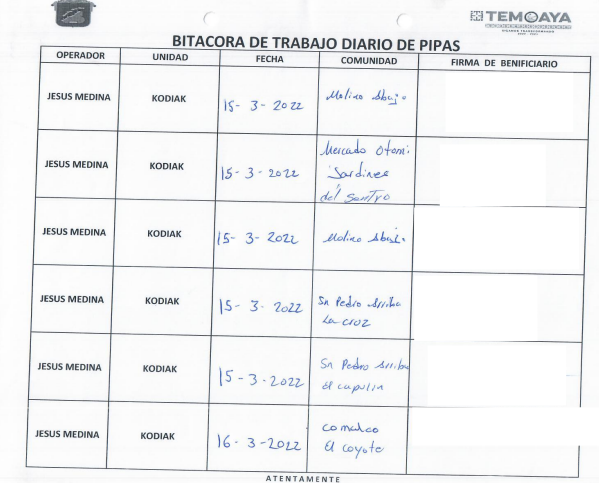 TEMOAYA
BITACORA DE TRABAJO DIARIO DE PIPAS
OPERADOR UNIDAD FECHA COMUNIDAD FIRMA DE BENIFICIARIO
JESUS MEDINA KODIAK 15-3-2022 Molino Abajo
JESUS MEDINA KODIAK 15-3-2022 Mercado Otomi
Jardines
del
JESUS MEDINA KODIAK 15-3-2022 Molino Abajo
JESUS MEDINA KODIAK 15-3-2022 Sn Pedro Arriba
La cruz
JESUS MEDINA KODIAK 15-3-2022 Sn Pedro Arriba
el capulin
JESUS MEDINA KODIAK 16-3-2022 comalco
El coyote
ATENTAMENTE